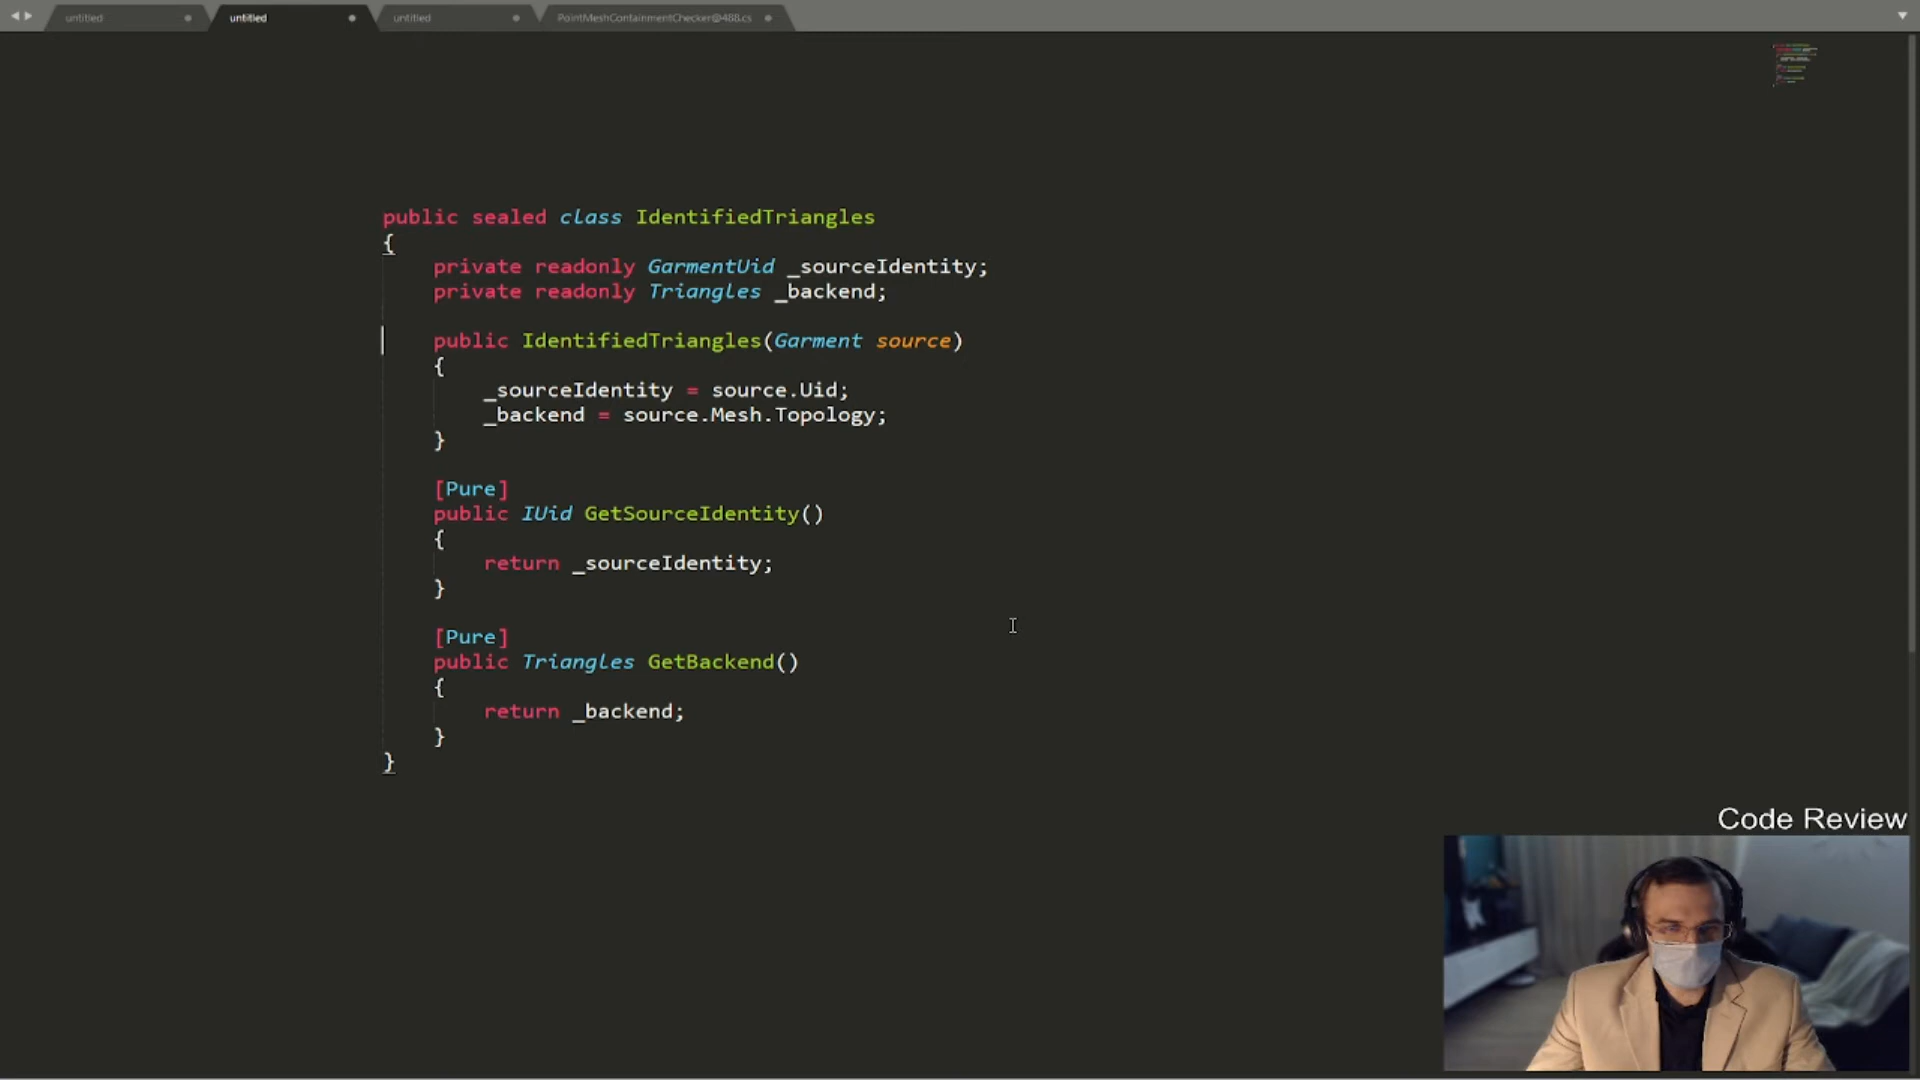 untitled
untitled
untitled
PointMeshContainmentChecker@488.cs
public sealed class IdentifiedTriangles
{
private readonly GarmentUid _sourceIdentity;
private readonly Triangles _backend;
public IdentifiedTriangles(Garment source)
{
_sourceIdentity = source.Uid;
_backend = source.Mesh.Topology;
}
[Pure]
public IUid GetSourceIdentity()
{
return _sourceIdentity;
}
[Pure]
public Triangles GetBackend()
{
return _backend;
}
}
Code Review